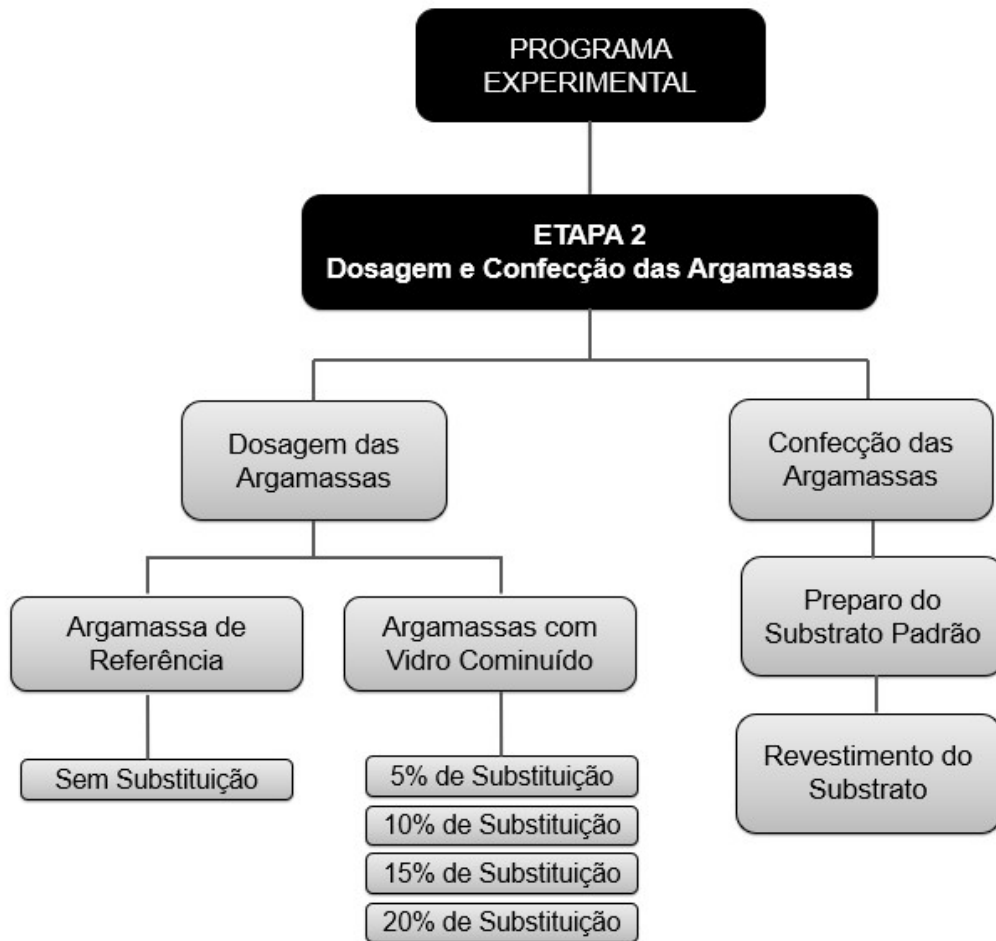 PROGRAMA
EXPERIMENTAL
ETAPA 2
Dosagem e Confecção das Argamassas
Dosagem das
Argamassas
Confecção das
Argamassas
Argamassa de
Referência
Argamassas com
Vidro Cominuído
Preparo do
Substrato Padrão
Sem Substituição
5% de Substituição
10% de Substituição
15% de Substituição
20% de Substituição
Revestimento do
Substrato